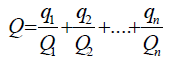 Q = q₁/Q₁ + q₂/Q₂ + .... + qₙ/Qₙ